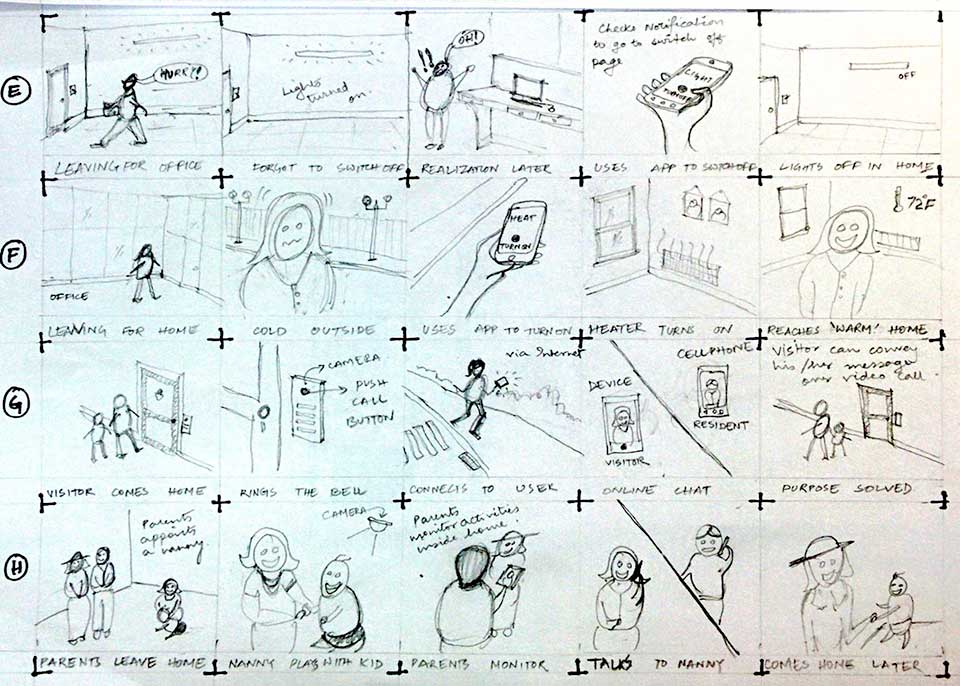 E
HURRY!!
Lights
turned
on.
!!
OH!
Checks Notification
to go to switch off
page
LIGHT
TURNOFF
OFF
LEAVING FOR OFFICE
FORGOT TO SWITCH OFF
REALIZATION LATER
USES APP TO SWITCH OFF
LIGHTS OFF IN HOME
F
OFFICE
HEAT
TURN ON
72°F
LEAVING FOR HOME
COLD OUTSIDE
USES APP TO TURN ON
HEATER TURNS ON
REACHES 'WARM' HOME
G
CAMERA
PUSH
CALL
BUTTON
via Internet
DEVICE
VISITOR
CELLPHONE
RESIDENT
Visitor can convey
his/her message
over video call.
VISITOR COMES HOME
RINGS THE BELL
CONNECTS TO USER
ONLINE CHAT
PURPOSE SOLVED
H
Parents
appoints
a nanny.
CAMERA
Parents
monitor activities
inside home.
PARENTS LEAVE HOME
NANNY PLAYS WITH KID
PARENTS MONITOR
TALKS TO NANNY
COMES HOME LATER